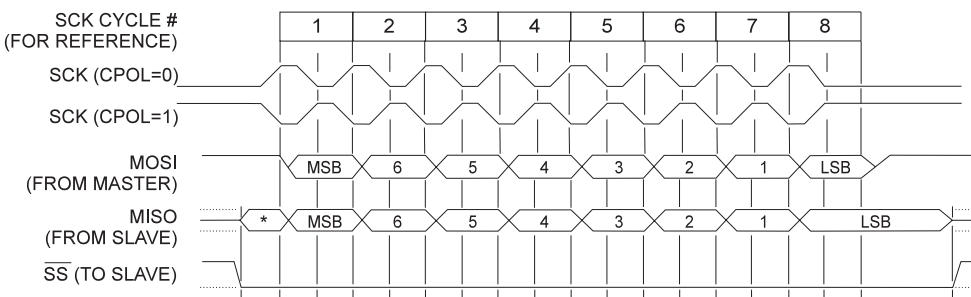 SCK CYCLE # 1 2 3 4 5 6 7 8
(FOR REFERENCE)
SCK (CPOL=0)
SCK (CPOL=1)
MOSI MSB 6 5 4 3 2 1 LSB
(FROM MASTER)
MISO * MSB 6 5 4 3 2 1 LSB
(FROM SLAVE)
SS (TO SLAVE)